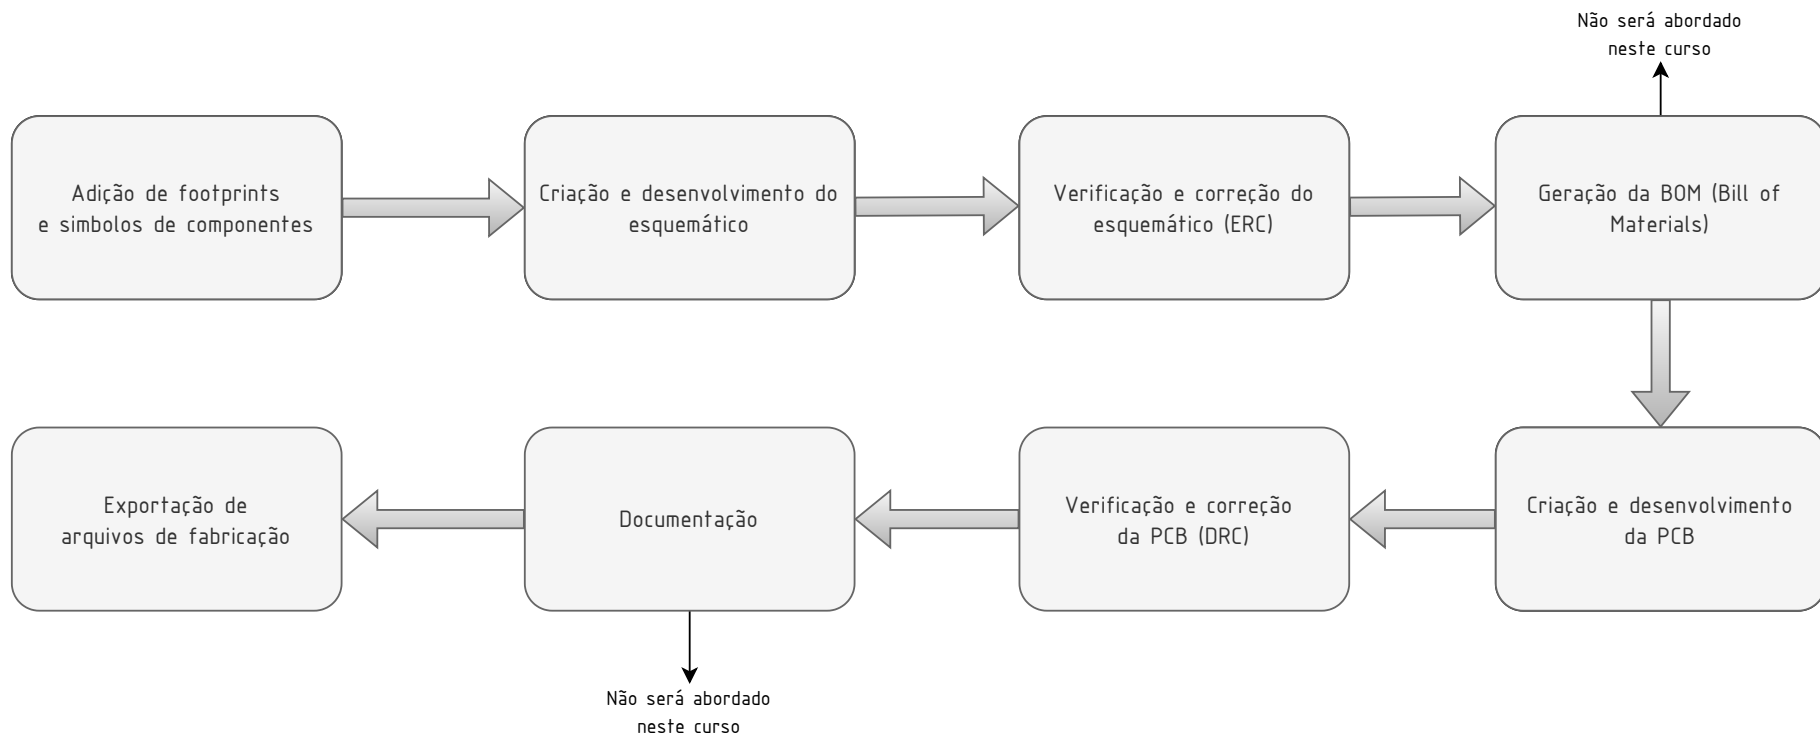 Não será abordado
neste curso
Adição de footprints
e simbolos de componentes
Criação e desenvolvimento do
esquemático
Verificação e correção do
esquemático (ERC)
Geração da BOM (Bill of
Materials)
Exportação de
arquivos de fabricação
Documentação
Verificação e correção
da PCB (DRC)
Criação e desenvolvimento
da PCB
Não será abordado
neste curso